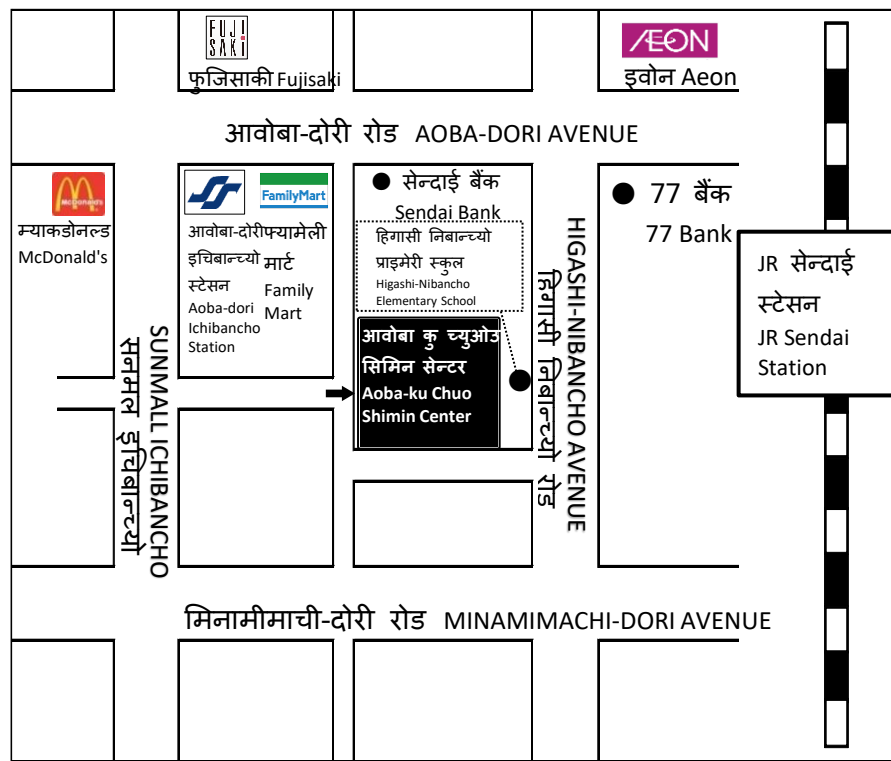 FUJI
SAKI
फुजिसाकी Fujisaki
ÆON
इवोन Aeon
आवोबा-दोरी रोड AOBA-DORI AVENUE
McDonald's
म्याकडोनल्ड
McDonald's
आवोबा-दोरी
इचिबान्च्यो
स्टेसन
Aoba-dori
Ichibancho
Station
FamilyMart
फ्यामेली
मार्ट
Family
Mart
सेन्दाई बैंक
Sendai Bank
हिगासी निबान्च्यो
प्राइमेरी स्कुल
Higashi-Nibancho
Elementary School
आवोबा कु च्युओउ
सिमिन सेन्टर
Aoba-ku Chuo
Shimin Center
77 बैंक
77 Bank
JR सेन्दाई
स्टेसन
JR Sendai
Station
SUNMALL ICHIBANCHO
सनमल इचिबान्च्यो
HIGASHI-NIBANCHO AVENUE
हिगासी निबान्च्यो रोड
मिनामीमाची-दोरी रोड MINAMIMACHI-DORI AVENUE